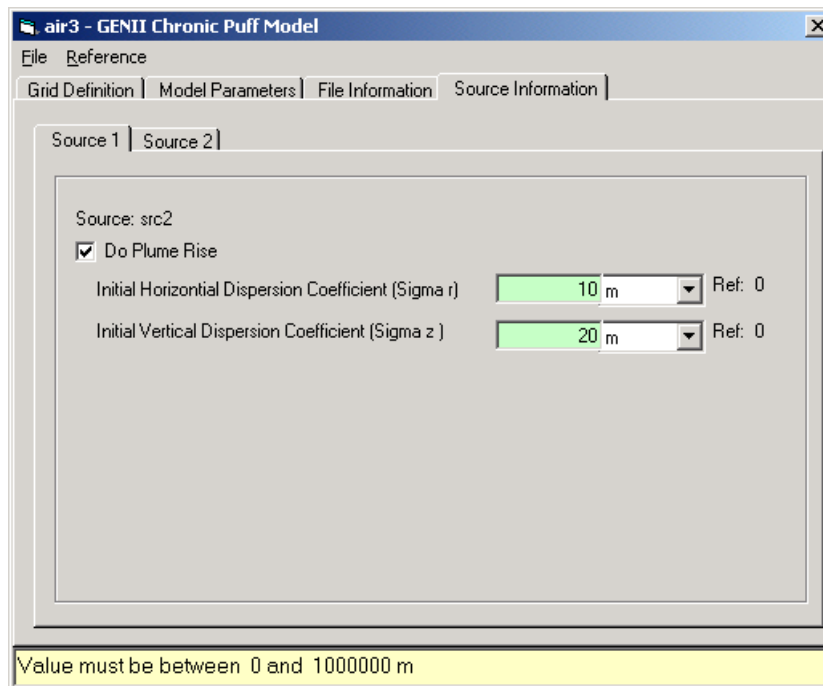 air3 - GENII Chronic Puff Model
File Reference
Grid Definition Model Parameters File Information Source Information
Source 1 Source 2
Source: src2
Do Plume Rise
Initial Horizontial Dispersion Coefficient (Sigma r) 10 m Ref: 0
Initial Vertical Dispersion Coefficient (Sigma z ) 20 m Ref: 0
Value must be between 0 and 1000000 m